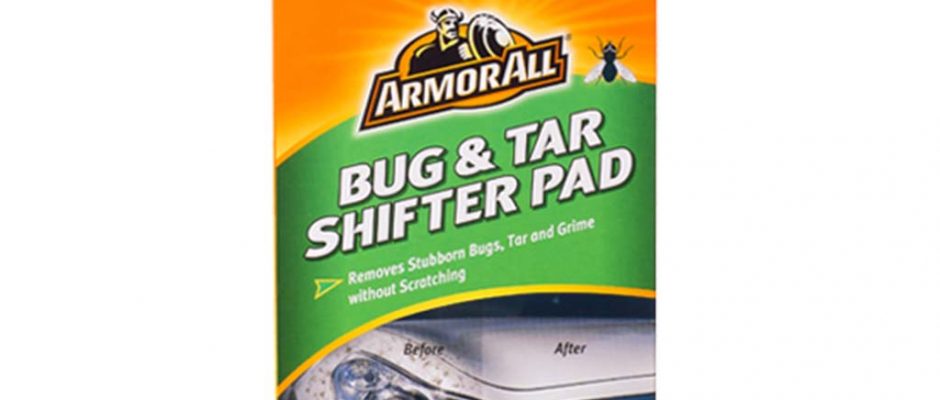 ARMORALL
BUG & TAR
SHIFTER PAD
Removes Stubborn Bugs, Tar and Grime
without Scratching
Before After